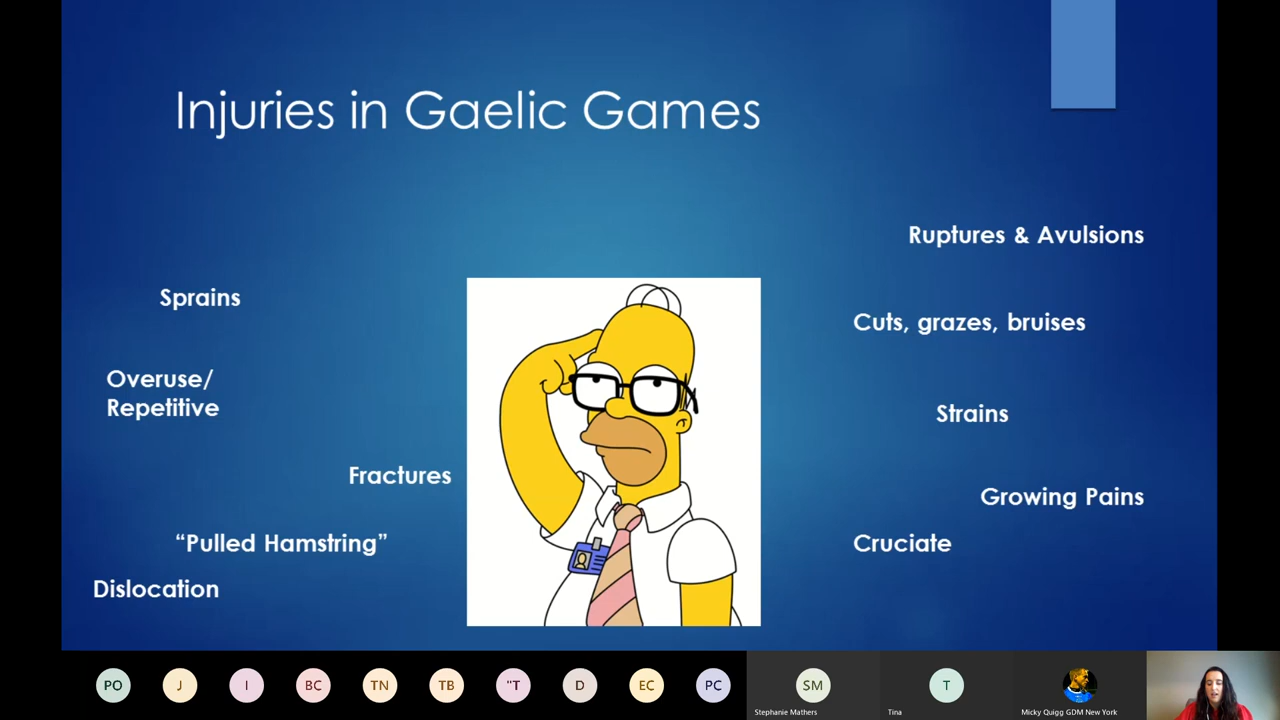 Injuries in Gaelic Games
Ruptures & Avulsions
Sprains
Cuts, grazes, bruises
Overuse/
Repetitive
Strains
Fractures
Growing Pains
“Pulled Hamstring”
Cruciate
Dislocation
PO
J
I
BC
TN
TB
"T
D
EC
PC
SM
T
Stephanie Mathers
Tina
Micky Quigg GDM New York